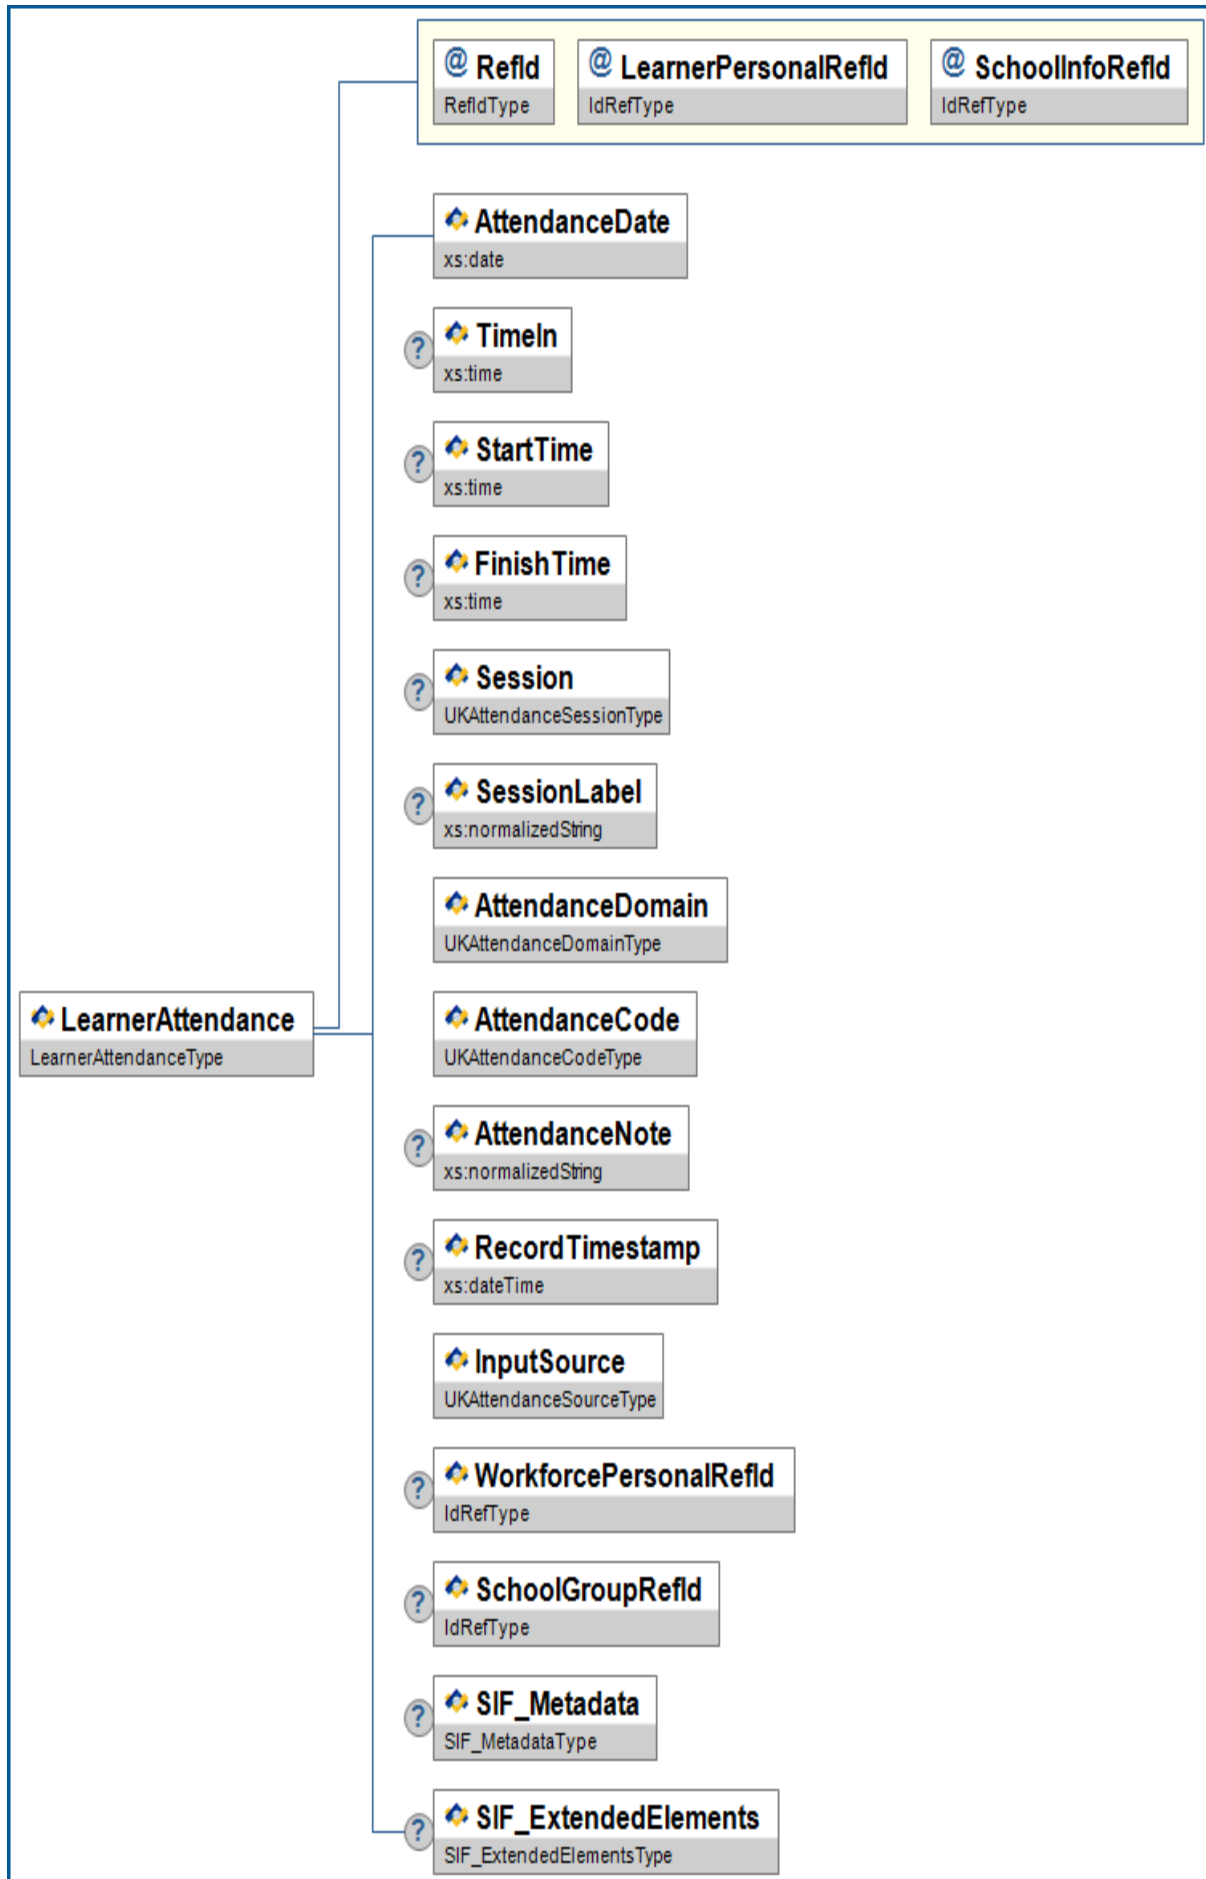 @ RefId
RefIdType
@ LearnerPersonalRefId
IdRefType
@ SchoolInfoRefId
IdRefType
AttendanceDate
xs:date
? TimeIn
xs:time
? StartTime
xs:time
? FinishTime
xs:time
? Session
UKAttendanceSessionType
? SessionLabel
xs:normalizedString
AttendanceDomain
UKAttendanceDomainType
LearnerAttendance
LearnerAttendanceType
AttendanceCode
UKAttendanceCodeType
? AttendanceNote
xs:normalizedString
? RecordTimestamp
xs:dateTime
InputSource
UKAttendanceSourceType
? WorkforcePersonalRefId
IdRefType
? SchoolGroupRefId
IdRefType
? SIF_Metadata
SIF_MetadataType
? SIF_ExtendedElements
SIF_ExtendedElementsType